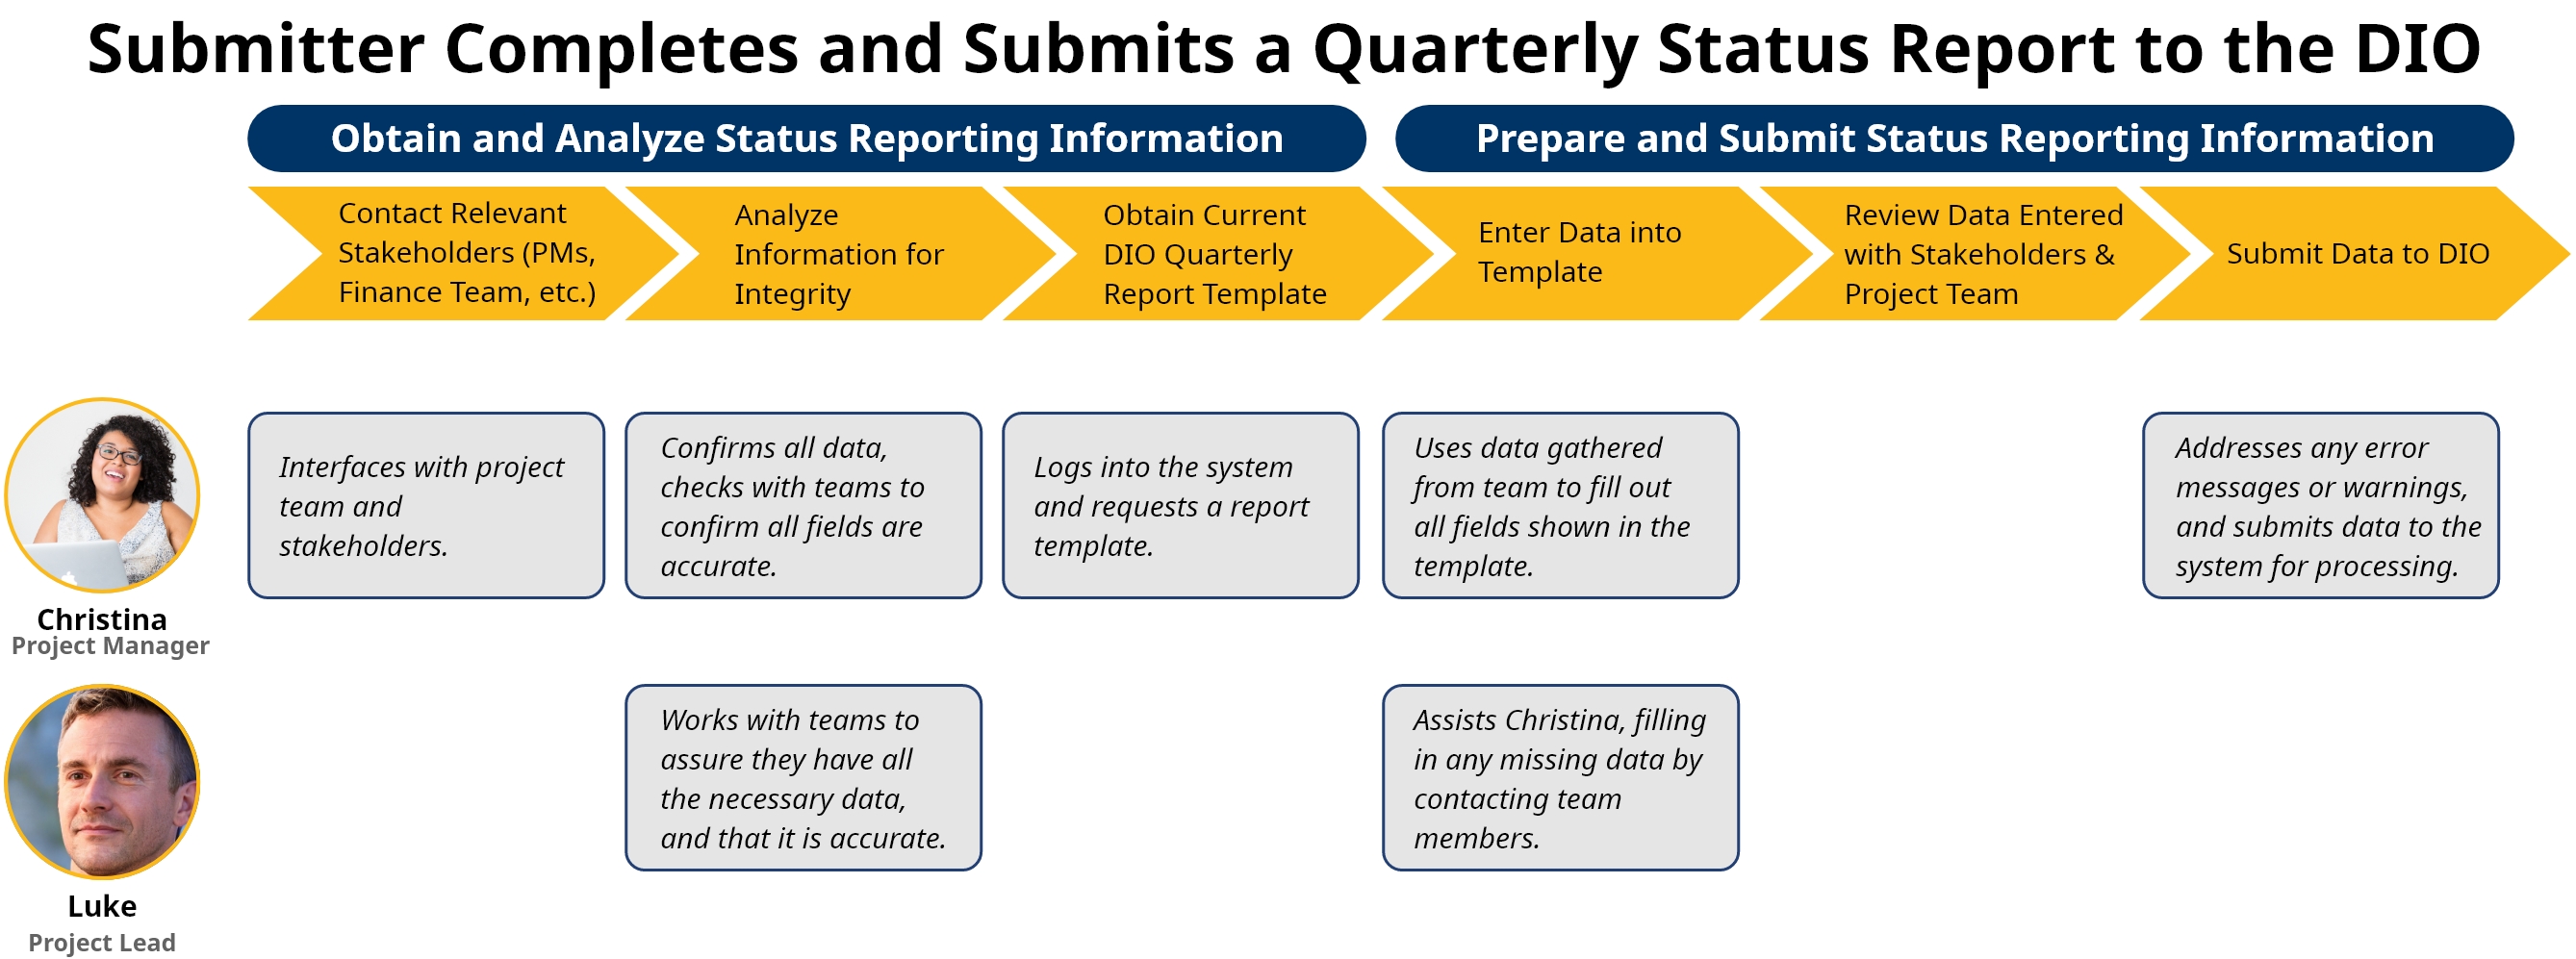 Submitter Completes and Submits a Quarterly Status Report to the DIO
Obtain and Analyze Status Reporting Information
Prepare and Submit Status Reporting Information
Contact Relevant
Stakeholders (PMs,
Finance Team, etc.)
Analyze
Information for
Integrity
Obtain Current
DIO Quarterly
Report Template
Enter Data into
Template
Review Data Entered
with Stakeholders &
Project Team
Submit Data to DIO
Christina
Project Manager
Interfaces with project
team and
stakeholders.
Confirms all data,
checks with teams to
confirm all fields are
accurate.
Logs into the system
and requests a report
template.
Uses data gathered
from team to fill out
all fields shown in the
template.
Addresses any error
messages or warnings,
and submits data to the
system for processing.
Luke
Project Lead
Works with teams to
assure they have all
the necessary data,
and that it is accurate.
Assists Christina, filling
in any missing data by
contacting team
members.